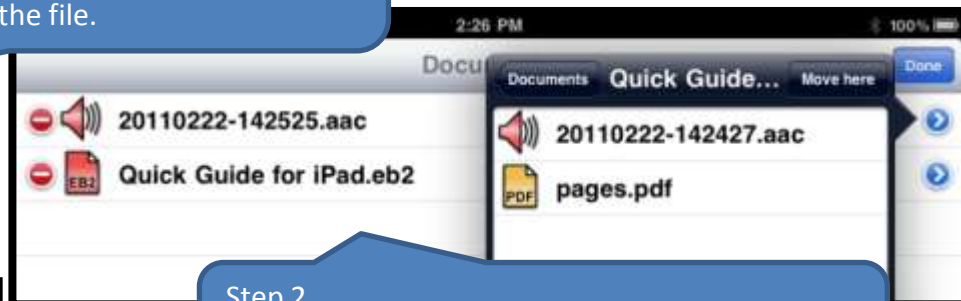 the file.
2:26 PM
100%
Docu
Documents
Quick Guide...
Move here
Done
20110222-142525.aac
20110222-142427.aac
EB2
Quick Guide for iPad.eb2
PDF
pages.pdf
Step 2